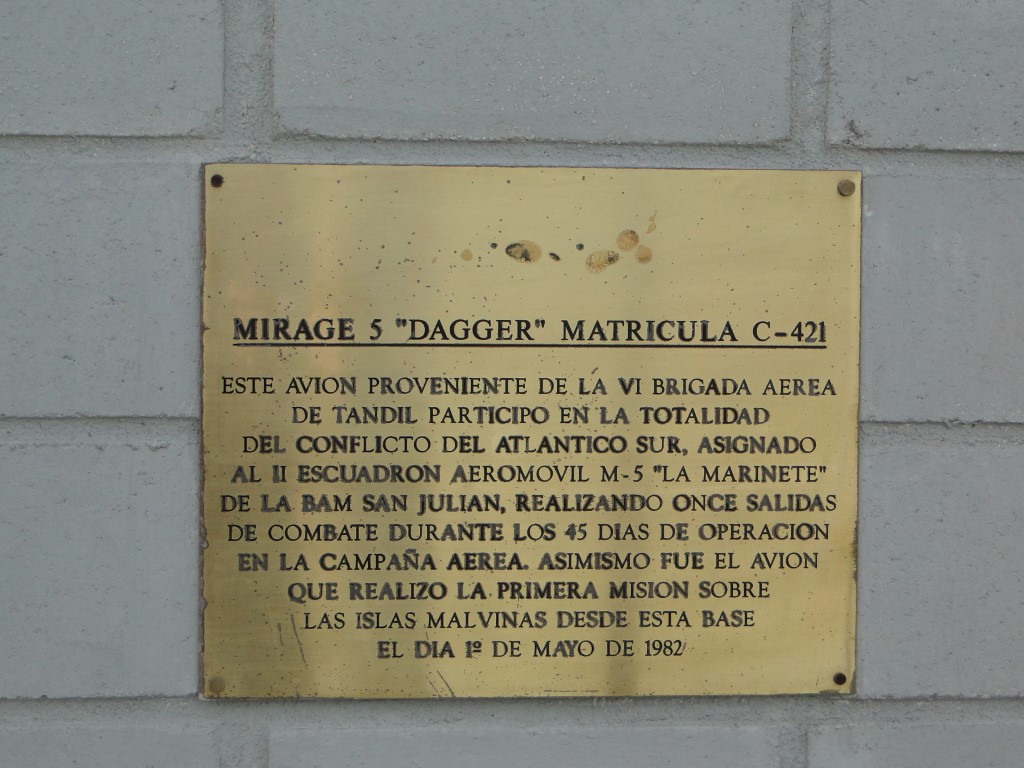 MIRAGE 5 "DAGGER" MATRICULA C-421
ESTE AVION PROVENIENTE DE LA VI BRIGADA AEREA
DE TANDIL PARTICIPO EN LA TOTALIDAD
DEL CONFLICTO DEL ATLANTICO SUR, ASIGNADO
AL II ESCUADRON AEROMOVIL M-5 "LA MARINETE"
DE LA BAM SAN JULIAN, REALIZANDO ONCE SALIDAS
DE COMBATE DURANTE LOS 45 DIAS DE OPERACION
EN LA CAMPAÑA AEREA. ASIMISMO FUE EL AVION
QUE REALIZO LA PRIMERA MISION SOBRE
LAS ISLAS MALVINAS DESDE ESTA BASE
EL DIA 1º DE MAYO DE 1982